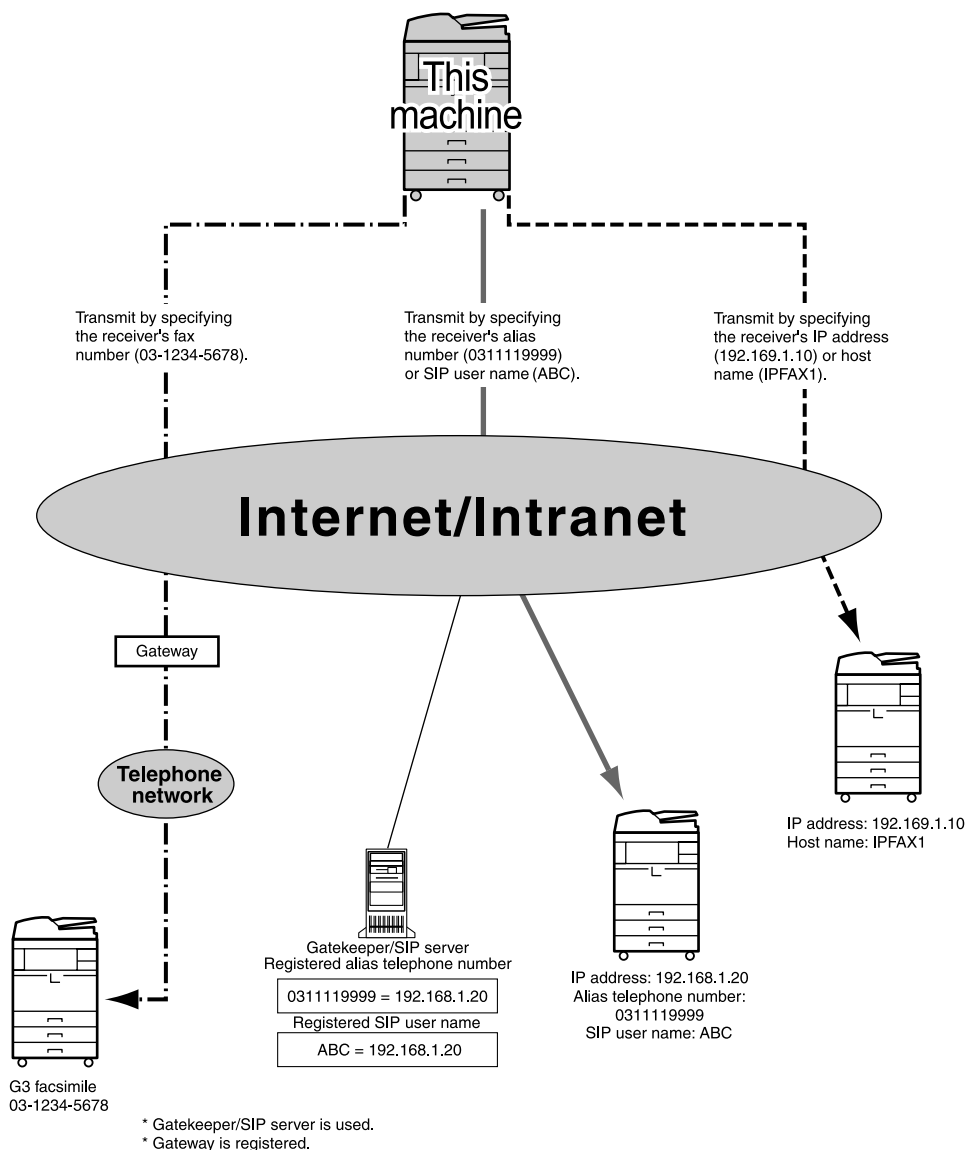 This
machine
Transmit by specifying
the receiver's fax
number (03-1234-5678).
Transmit by specifying
the receiver's alias
number (0311119999)
or SIP user name (ABC).
Transmit by specifying
the receiver's IP address
(192.169.1.10) or host
name (IPFAX1).
Internet/Intranet
Gateway
Telephone
network
IP address: 192.169.1.10
Host name: IPFAX1
Gatekeeper/SIP server
Registered alias telephone number
0311119999 = 192.168.1.20
Registered SIP user name
ABC = 192.168.1.20
IP address: 192.168.1.20
Alias telephone number:
0311119999
SIP user name: ABC
G3 facsimile
03-1234-5678
* Gatekeeper/SIP server is used.
* Gateway is registered.